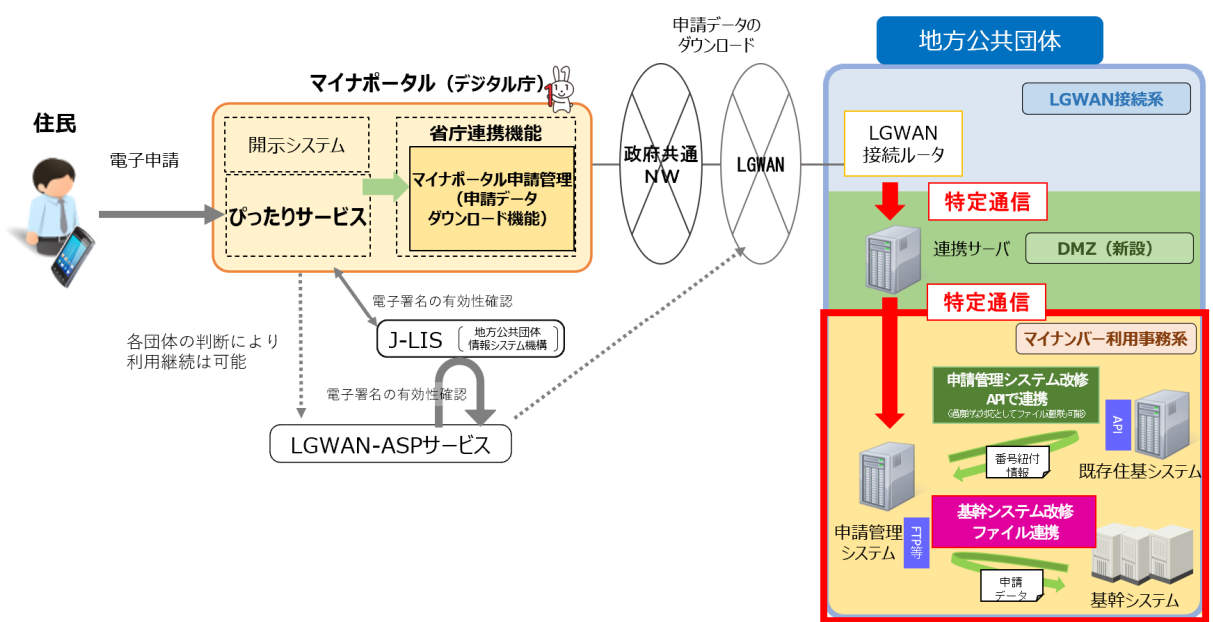 申請データの
ダウンロード
地方公共団体
マイナポータル（デジタル庁）
LGWAN接続系
住民
電子申請
開示システム
省庁連携機能
ぴったりサービス
マイナポータル申請管理
（申請データ
ダウンロード機能）
政府共通
NW
LGWAN
LGWAN
接続ルータ
特定通信
連携サーバ
DMZ（新設）
特定通信
電子署名の有効性確認
各団体の判断により
利用継続は可能
J-LIS
地方公共団体
情報システム機構
マイナンバー利用事務系
電子署名の有効性確認
LGWAN-ASPサービス
申請管理システム改修
APIで連携
API
番号紐付
情報
既存住基システム
基幹システム改修
ファイル連携
申請管理
システム
FTP等
申請
データ
基幹システム